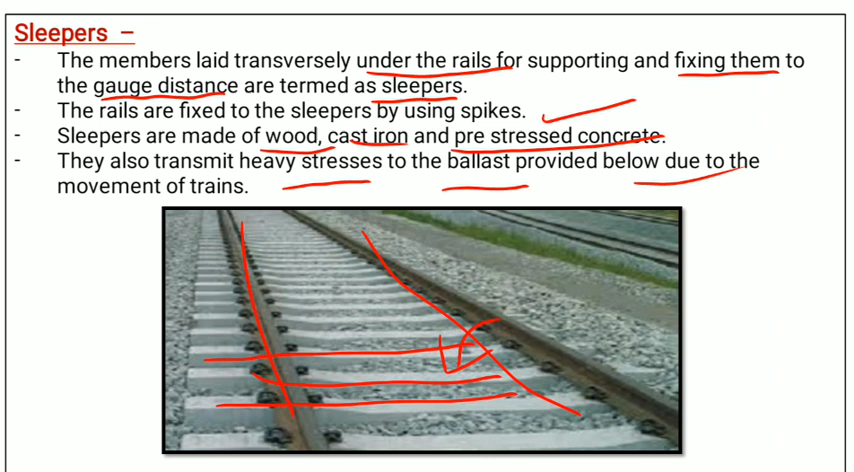 Sleepers –
- The members laid transversely under the rails for supporting and fixing them to
the gauge distance are termed as sleepers.
- The rails are fixed to the sleepers by using spikes.
- Sleepers are made of wood, cast iron and pre stressed concrete.
- They also transmit heavy stresses to the ballast provided below due to the
movement of trains.